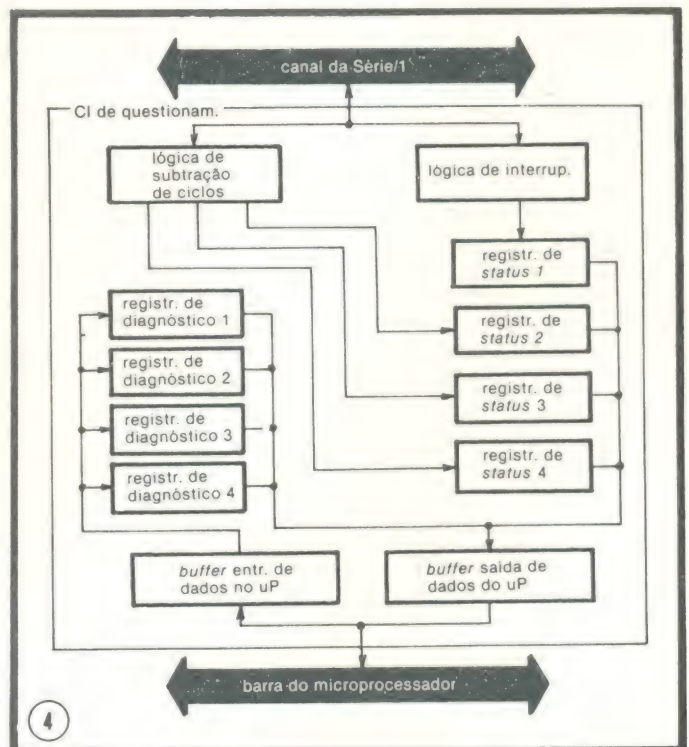 canal da Série/1
CI de questionam.
lógica de
subtração
de ciclos
lógica de interrup.
registr. de
status 1
registr. de
diagnóstico 1
registr. de
status 2
registr. de
diagnóstico 2
registr. de
status 3
registr. de
diagnóstico 3
registr. de
status 4
registr. de
diagnóstico 4
buffer entr. de
dados no uP
buffer saída de
dados do uP
barra do microprocessador
4